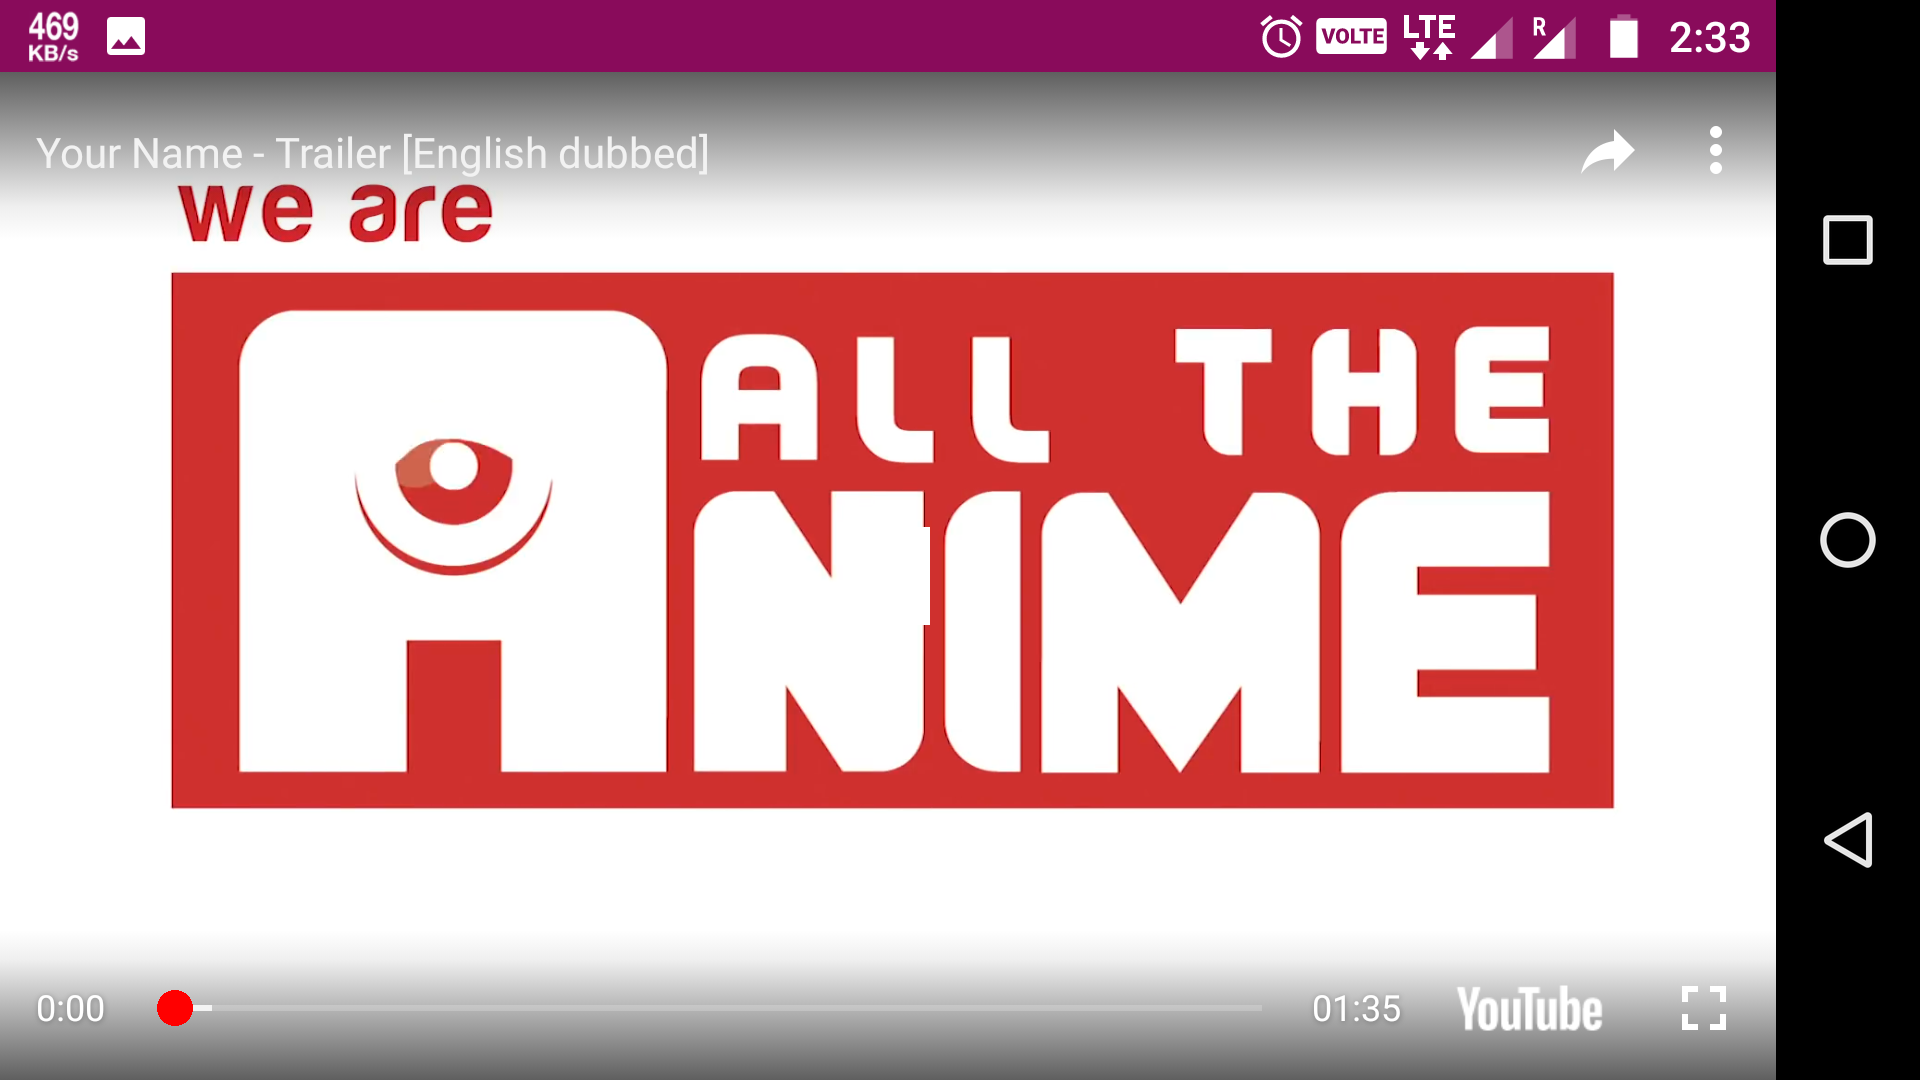 469
KB/s
VOLTE
LTE
R
2:33
Your Name - Trailer [English dubbed]
we are
ALL THE
ANIME
0:00
01:35
YouTube